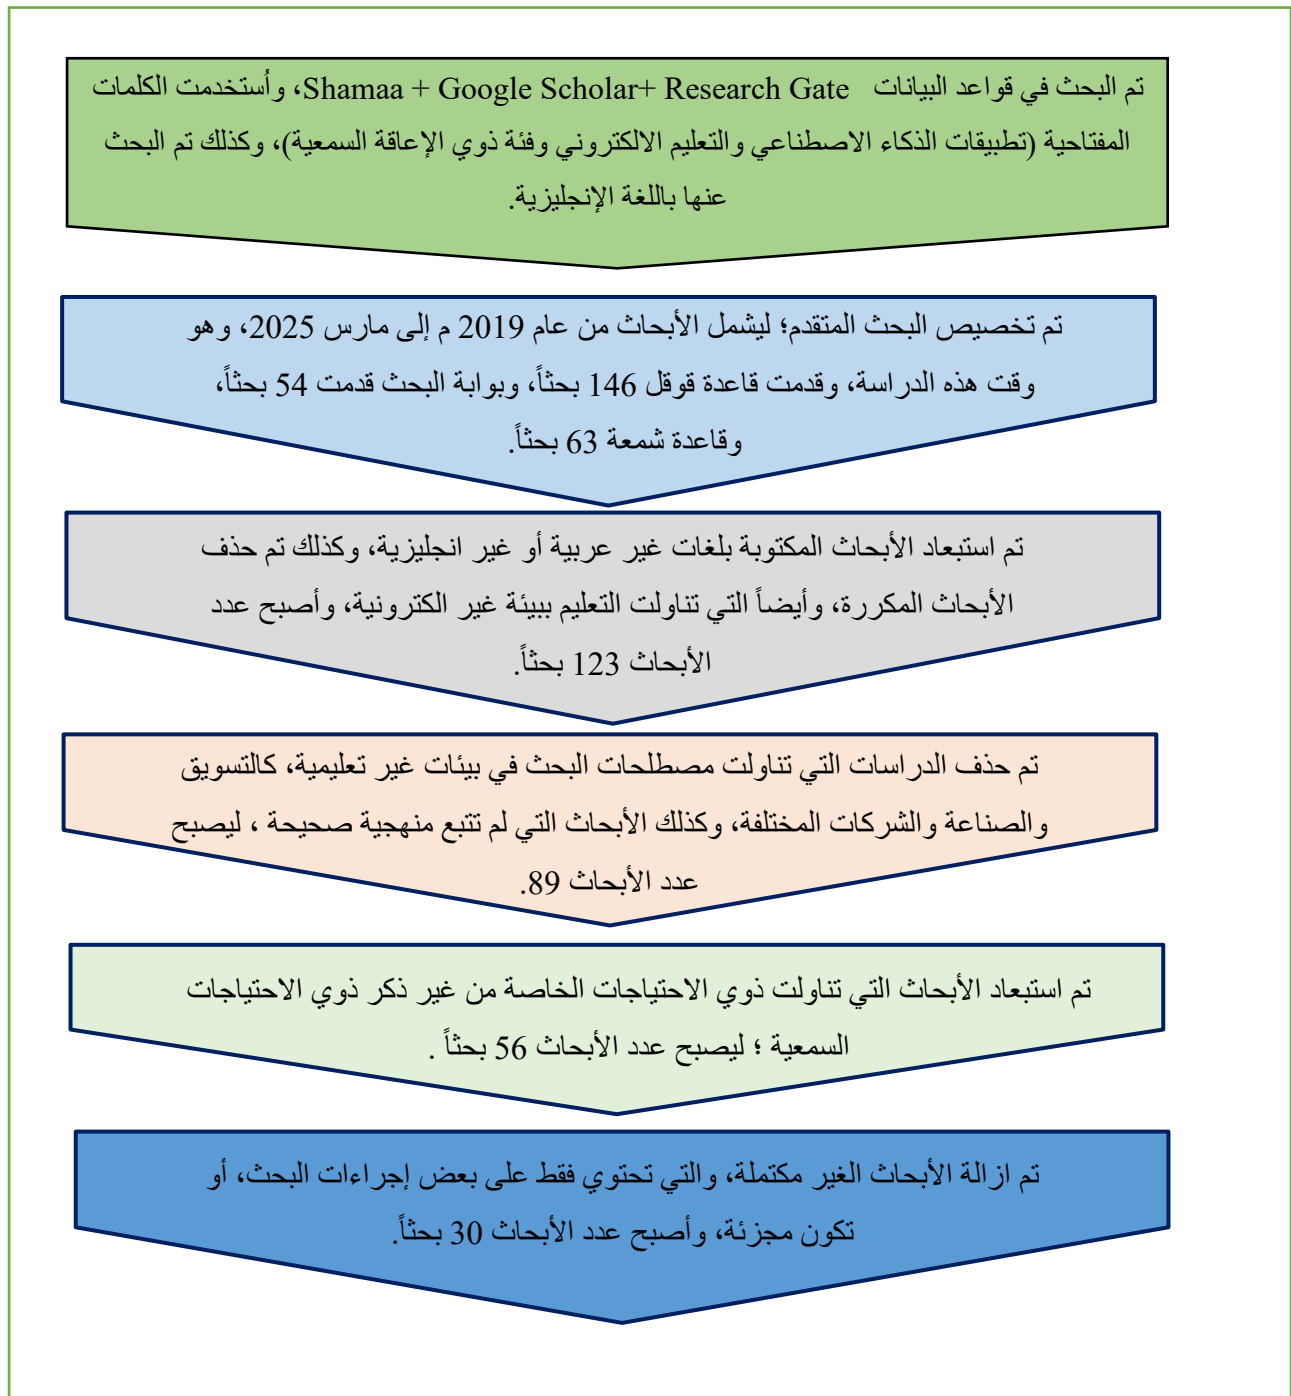 تم البحث في قواعد البيانات Shamaa + Google Scholar+ Research Gate، واُستخدمت الكلمات
المفتاحية (تطبيقات الذكاء الاصطناعي والتعليم الالكتروني وفئة ذوي الإعاقة السمعية)، وكذلك تم البحث
عنها باللغة الإنجليزية.
تم تخصيص البحث المتقدم؛ ليشمل الأبحاث من عام 2019 م إلى مارس 2025، وهو
وقت هذه الدراسة، وقدمت قاعدة قوقل 146 بحثاً، وبوابة البحث قدمت 54 بحثاً،
وقاعدة شمعة 63 بحثاً.
تم استبعاد الأبحاث المكتوبة بلغات غير عربية أو غير انجليزية، وكذلك تم حذف
الأبحاث المكررة، وأيضاً التي تناولت التعليم ببيئة غير الكترونية، وأصبح عدد
الأبحاث 123 بحثاً.
تم حذف الدراسات التي تناولت مصطلحات البحث في بيئات غير تعليمية، كالتسويق
والصناعة والشركات المختلفة، وكذلك الأبحاث التي لم تتبع منهجية صحيحة ، ليصبح
عدد الأبحاث 89.
تم استبعاد الأبحاث التي تناولت ذوي الاحتياجات الخاصة من غير ذكر ذوي الاحتياجات
السمعية ؛ ليصبح عدد الأبحاث 56 بحثاً .
تم ازالة الأبحاث الغير مكتملة، والتي تحتوي فقط على بعض إجراءات البحث، أو
تكون مجزئة، وأصبح عدد الأبحاث 30 بحثاً.